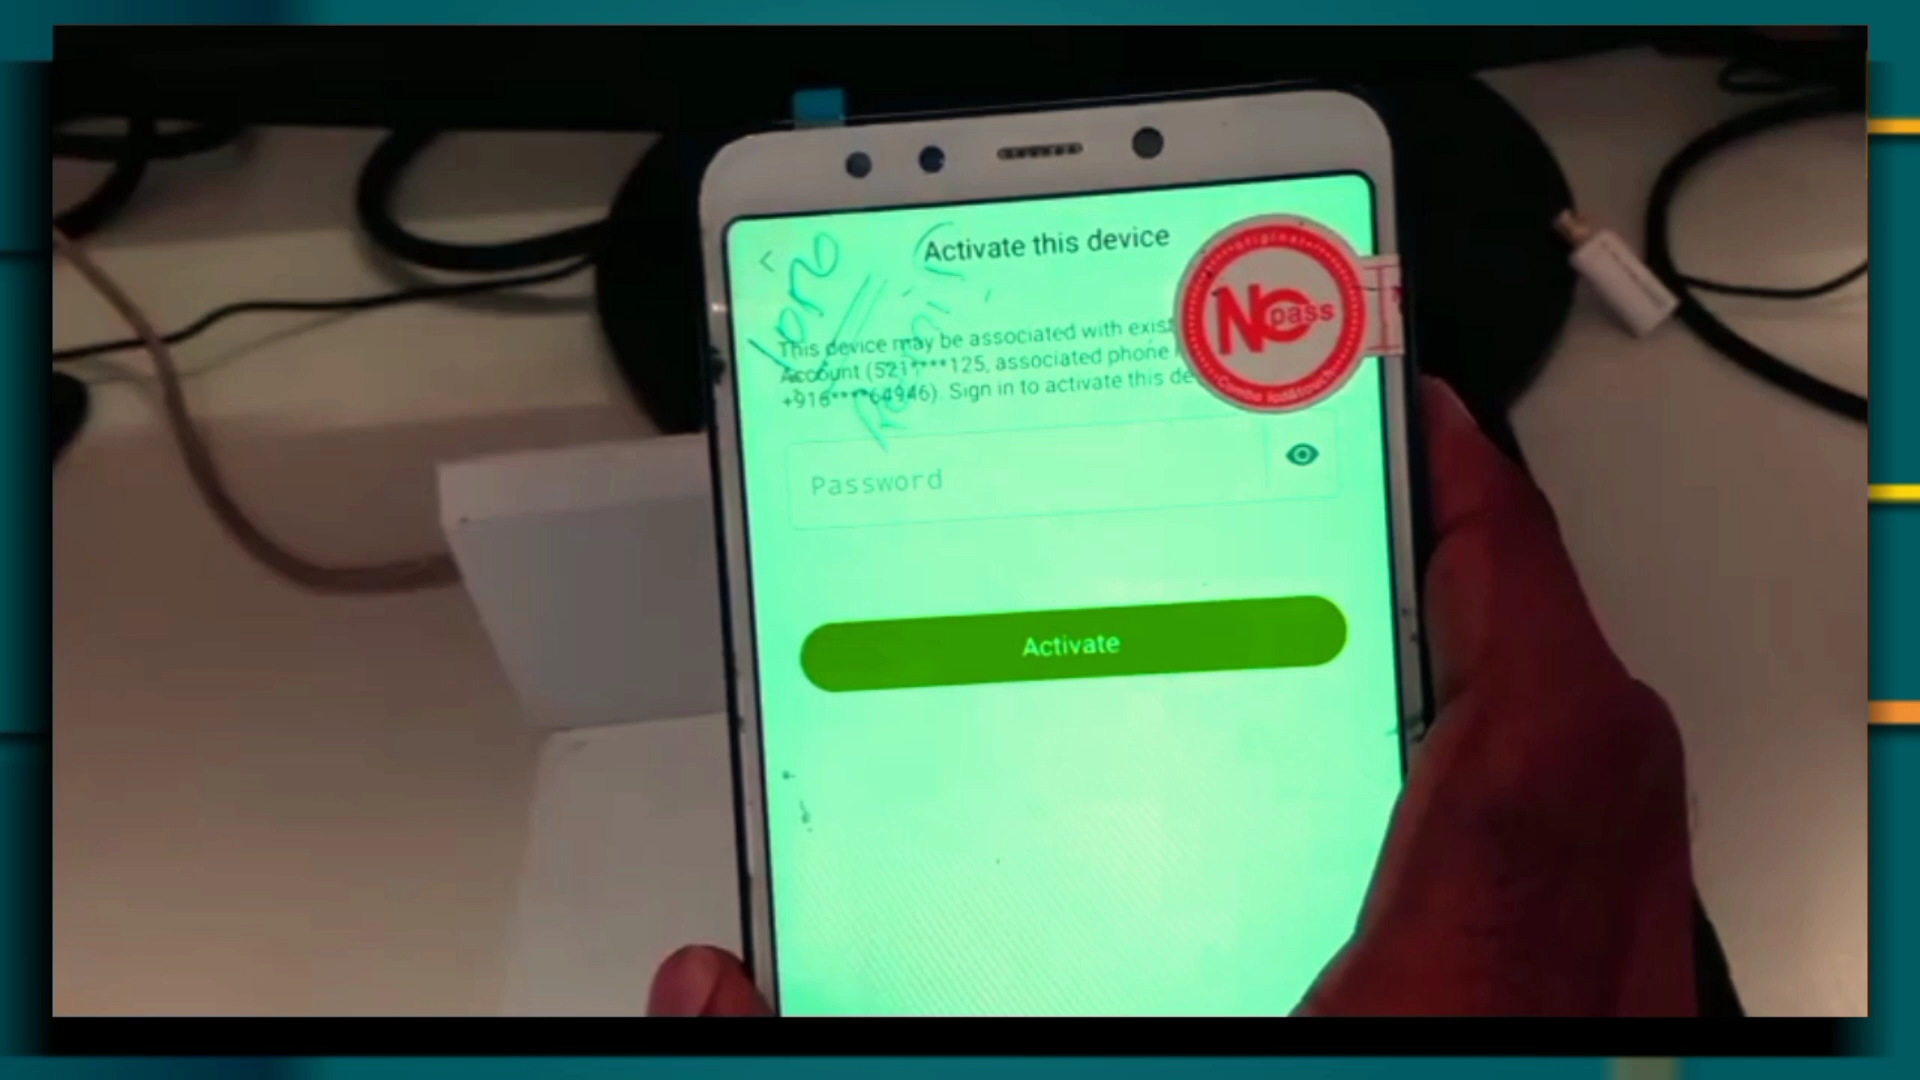 Activate this device
This device may be associated with exist
Account (521****125, associated phone
+916****64946). Sign in to activate this de
No pass
Password
Activate